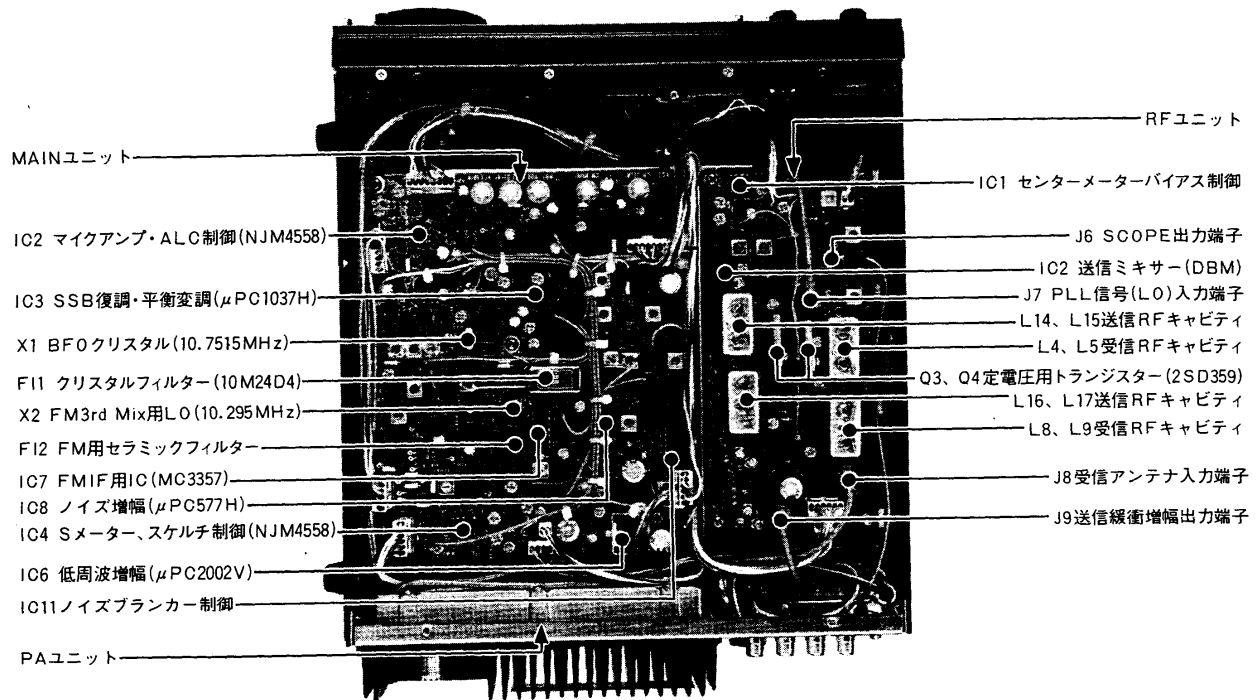 MAINユニット
IC2 マイクアンプ・ALC制御(NJM4558)
IC3 SSB復調・平衡変調(μPC1037H)
X1 BFOクリスタル(10.7515MHz)
FI1 クリスタルフィルター(10M24D4)
X2 FM3rd Mix用LO(10.295MHz)
FI2 FM用セラミックフィルター
IC7 FMIF用IC(MC3357)
IC8 ノイズ増幅(μPC577H)
IC4 Sメーター、スケルチ制御(NJM4558)
IC6 低周波増幅(μPC2002V)
IC11ノイズブランカー制御
PAユニット
RFユニット
IC1 センターメーターバイアス制御
J6 SCOPE出力端子
IC2 送信ミキサー(DBM)
J7 PLL信号(LO)入力端子
L14、L15送信RFキャビティ
L4、L5受信RFキャビティ
Q3、Q4定電圧用トランジスター(2SD359)
L16、L17送信RFキャビティ
L8、L9受信RFキャビティ
J8受信アンテナ入力端子
J9送信緩衝増幅出力端子